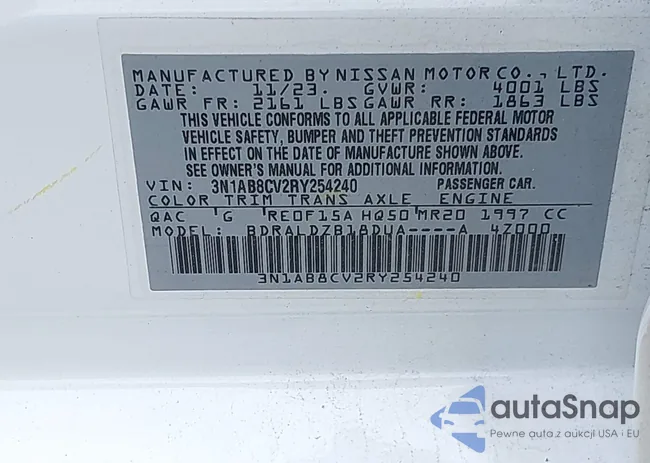 MANUFACTURED BY NISSAN MOTOR CO., LTD.
DATE: 11/23. GVWR: 4001 LBS
GAWR FR: 2161 LBS GAWR RR: 1863 LBS
THIS VEHICLE CONFORMS TO ALL APPLICABLE FEDERAL MOTOR
VEHICLE SAFETY, BUMPER AND THEFT PREVENTION STANDARDS
IN EFFECT ON THE DATE OF MANUFACTURE SHOWN ABOVE.
SEE OWNER'S MANUAL FOR ADDITIONAL INFORMATION.
VIN: 3N1AB8CV2RY254240 PASSENGER CAR.
COLOR TRIM TRANS AXLE ENGINE
QAC G RE0F15A HQ50 MR20 1997 CC
MODEL: BDRALDZB18DUA----A 4Z000
3N1AB8CV2RY254240
autoSnap
Pewne auta z aukcji USA i EU